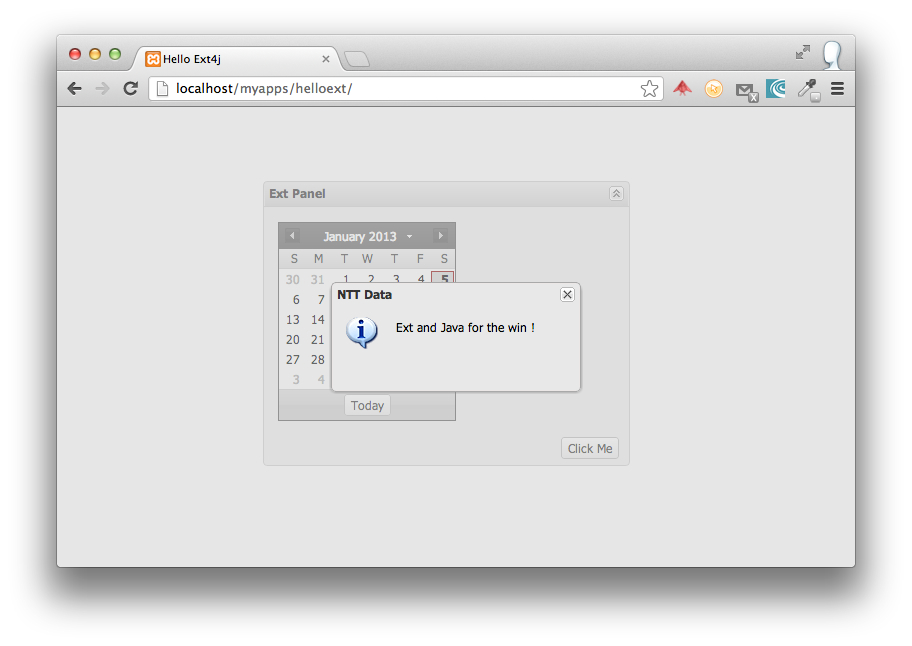 Hello Ext4j
localhost/myapps/helloext/
Ext Panel
January 2013
S M T W T F S
30 31 1 2 3 4 5
6 7
13 14
20 21
27 28
3 4
NTT Data
Ext and Java for the win !
Today
Click Me